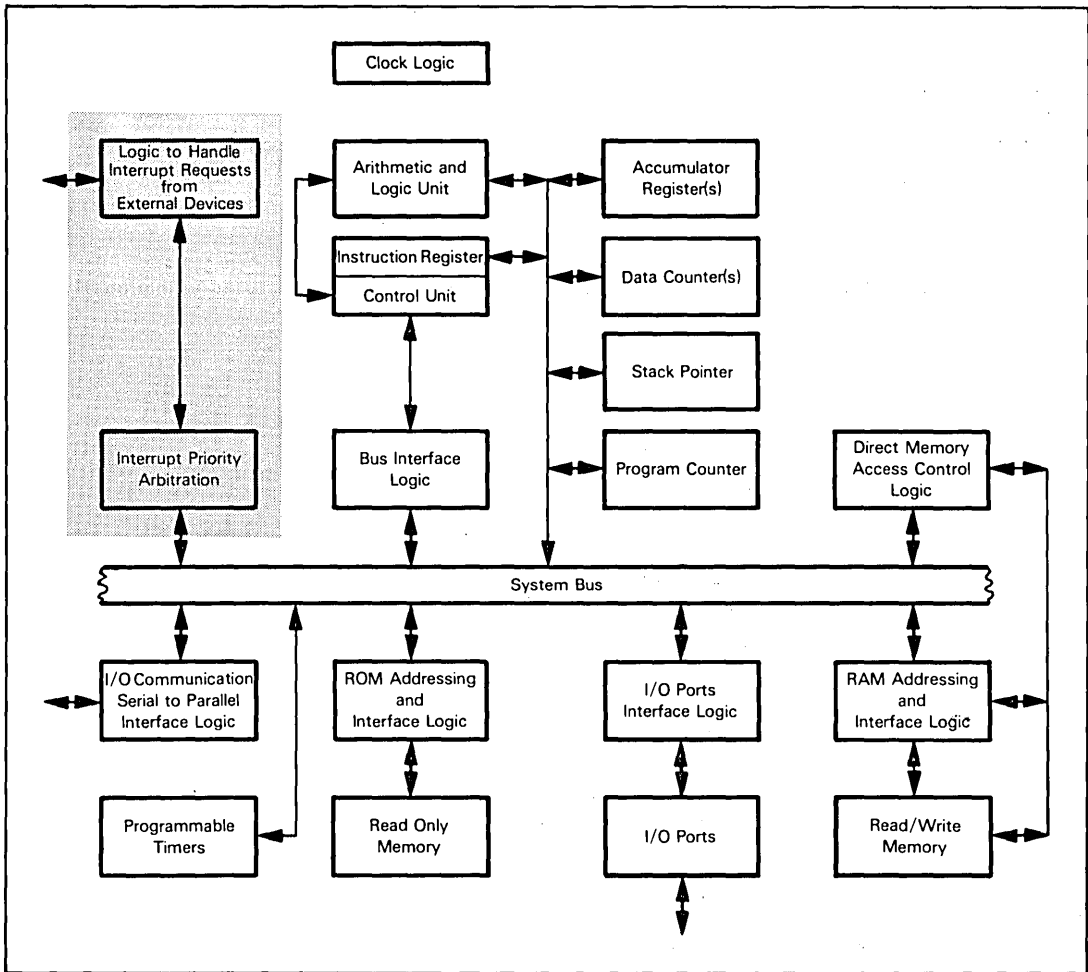 Clock Logic
Logic to Handle
Interrupt Requests
from
External Devices
Arithmetic and
Logic Unit
Accumulator
Register(s)
Instruction Register
Control Unit
Data Counter(s)
Stack Pointer
Interrupt Priority
Arbitration
Bus Interface
Logic
Program Counter
Direct Memory
Access Control
Logic
System Bus
I/O Communication
Serial to Parallel
Interface Logic
ROM Addressing
and
Interface Logic
I/O Ports
Interface Logic
RAM Addressing
and
Interface Logic
Programmable
Timers
Read Only
Memory
I/O Ports
Read/Write
Memory